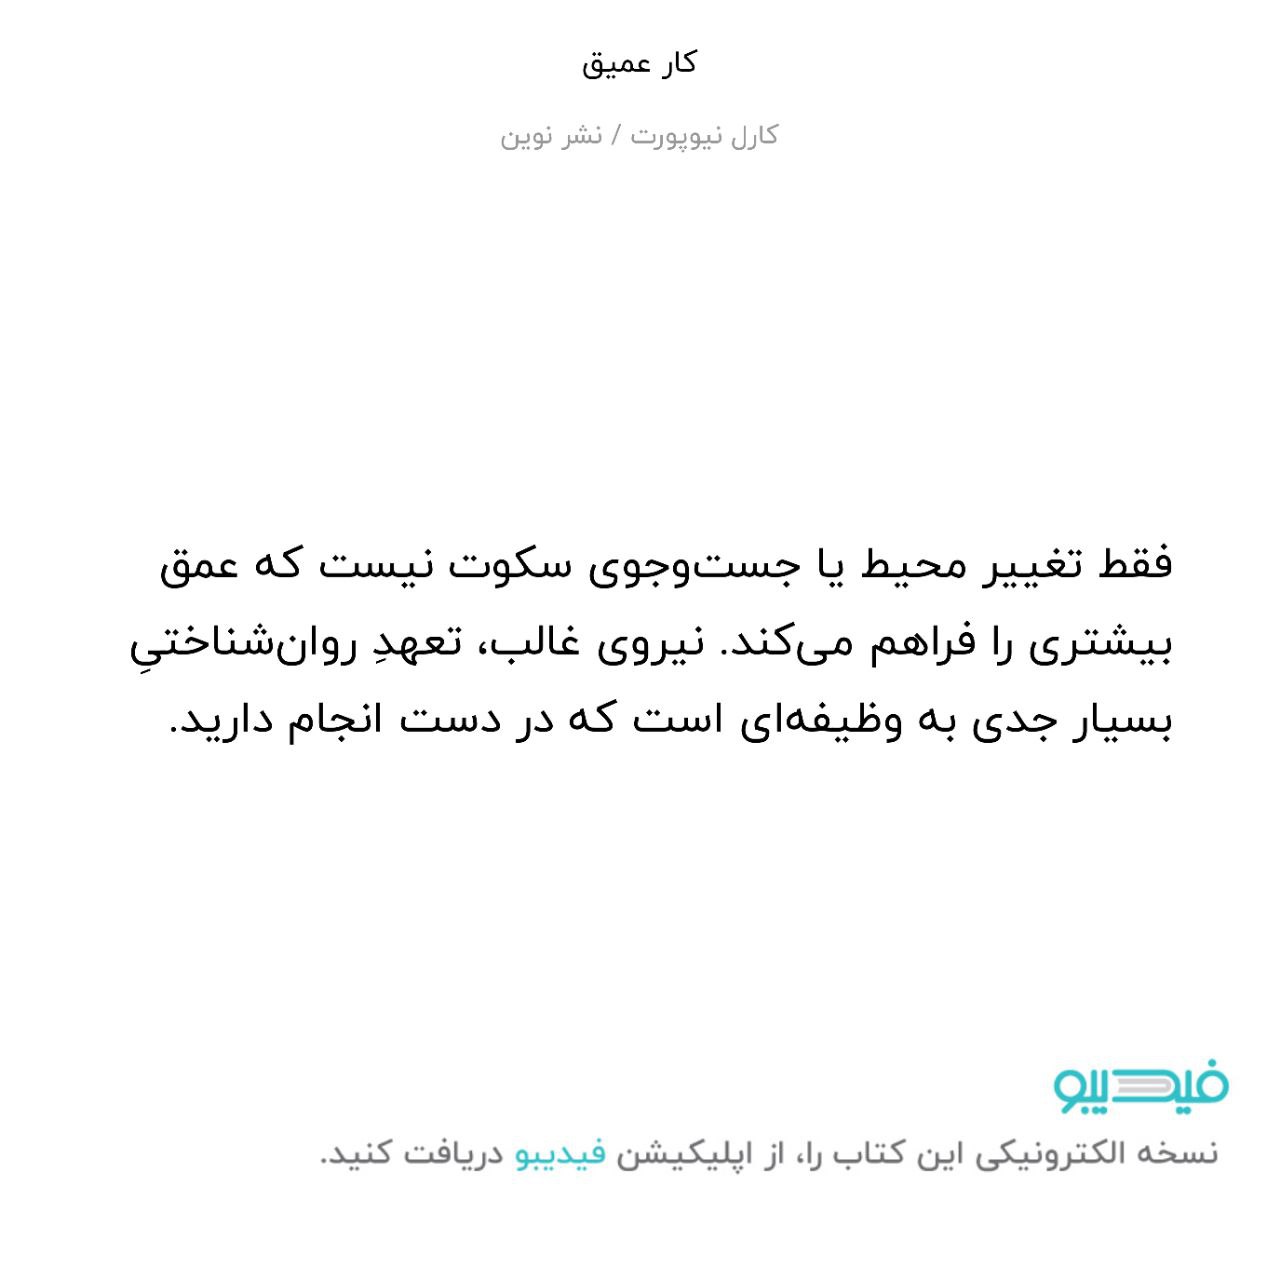 کار عمیق
کارل نیوپورت / نشر نوین
فقط تغییر محیط یا جست‌وجوی سکوت نیست که عمق
بیشتری را فراهم می‌کند. نیروی غالب، تعهدِ روان‌شناختیِ
بسیار جدی به وظیفه‌ای است که در دست انجام دارید.
فیدیبو
نسخه الکترونیکی این کتاب را، از اپلیکیشن فیدیبو دریافت کنید.